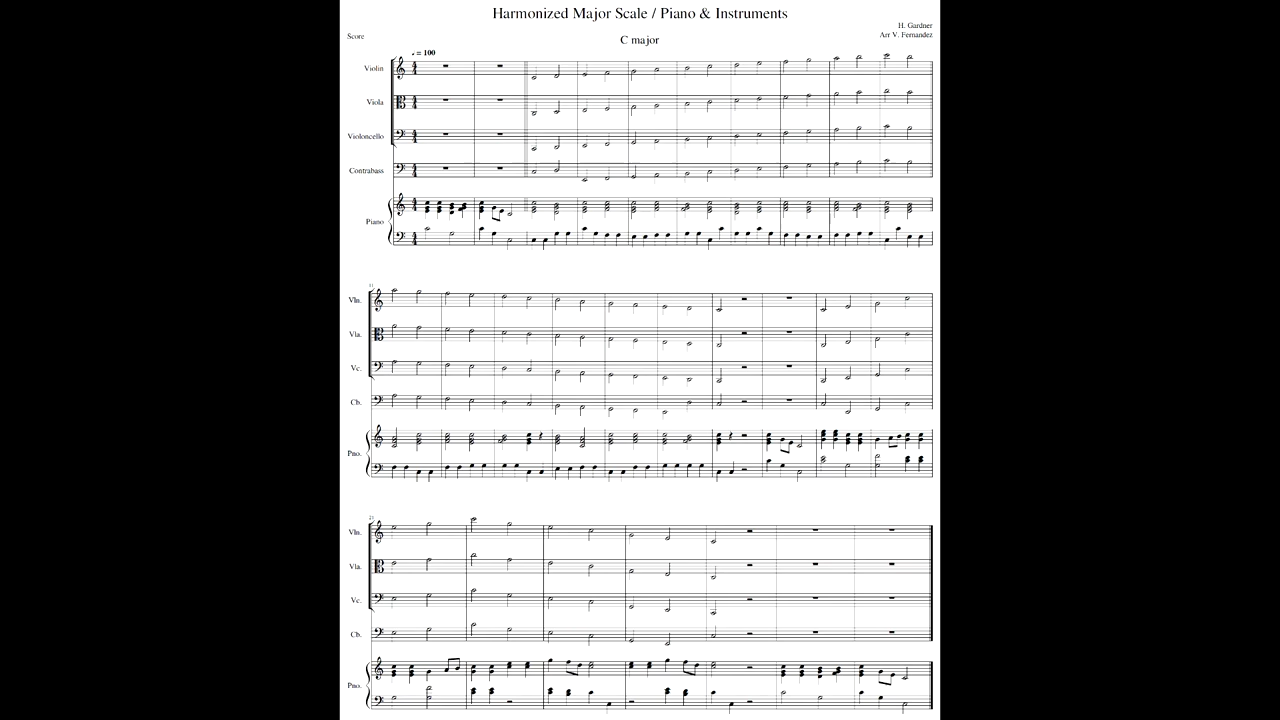 Harmonized Major Scale / Piano & Instruments
H. Gardner
Score
C major
Arr V. Fernandez
♩ = 100
Violin
Viola
Violoncello
Contrabass
Piano
11
Vln.
Vla.
Vc.
Cb.
Pno.
21
Vln.
Vla.
Vc.
Cb.
Pno.